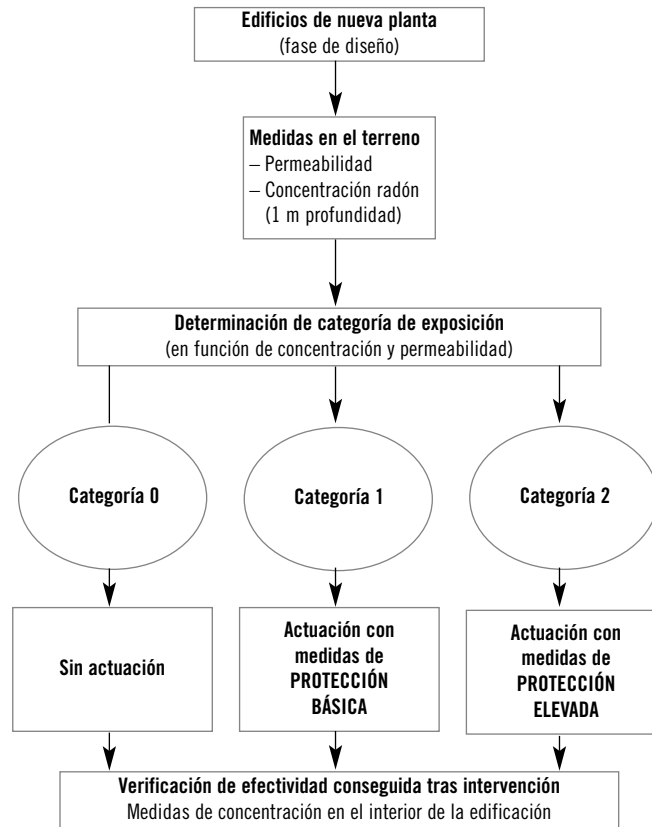 Edificios de nueva planta
(fase de diseño)
Medidas en el terreno
– Permeabilidad
– Concentración radón
(1 m profundidad)
Determinación de categoría de exposición
(en función de concentración y permeabilidad)
Categoría 0
Categoría 1
Categoría 2
Sin actuación
Actuación con
medidas de
PROTECCIÓN
BÁSICA
Actuación con
medidas de
PROTECCIÓN
ELEVADA
Verificación de efectividad conseguida tras intervención
Medidas de concentración en el interior de la edificación